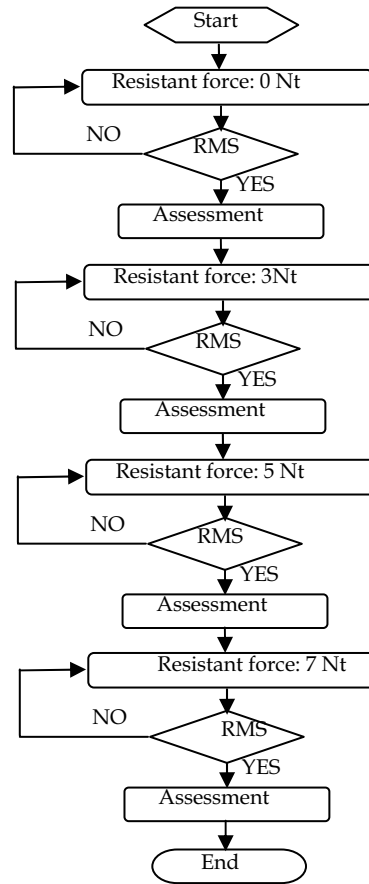 Start
Resistant force: 0 Nt
NO
RMS
YES
Assessment
Resistant force: 3Nt
NO
RMS
YES
Assessment
Resistant force: 5 Nt
NO
RMS
YES
Assessment
Resistant force: 7 Nt
NO
RMS
YES
Assessment
End